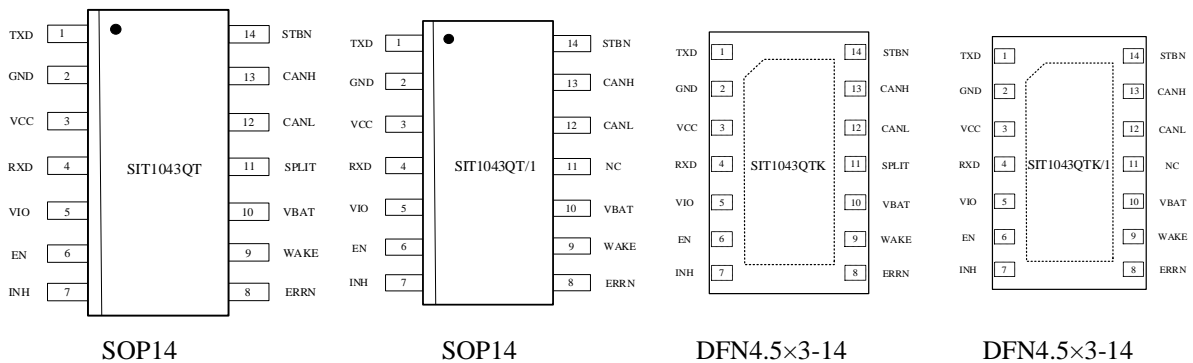 TXD 1 14 STBN
GND 2 13 CANH
VCC 3 12 CANL
RXD 4 SIT1043QT 11 SPLIT
VIO 5 10 VBAT
EN 6 9 WAKE
INH 7 8 ERRN
SOP14
TXD 1 14 STBN
GND 2 13 CANH
VCC 3 12 CANL
RXD 4 SIT1043QT/1 11 NC
VIO 5 10 VBAT
EN 6 9 WAKE
INH 7 8 ERRN
SOP14
TXD 1 14 STBN
GND 2 13 CANH
VCC 3 12 CANL
RXD 4 SIT1043QTK 11 SPLIT
VIO 5 10 VBAT
EN 6 9 WAKE
INH 7 8 ERRN
DFN4.5×3-14
TXD 1 14 STBN
GND 2 13 CANH
VCC 3 12 CANL
RXD 4 SIT1043QTK/1 11 NC
VIO 5 10 VBAT
EN 6 9 WAKE
INH 7 8 ERRN
DFN4.5×3-14